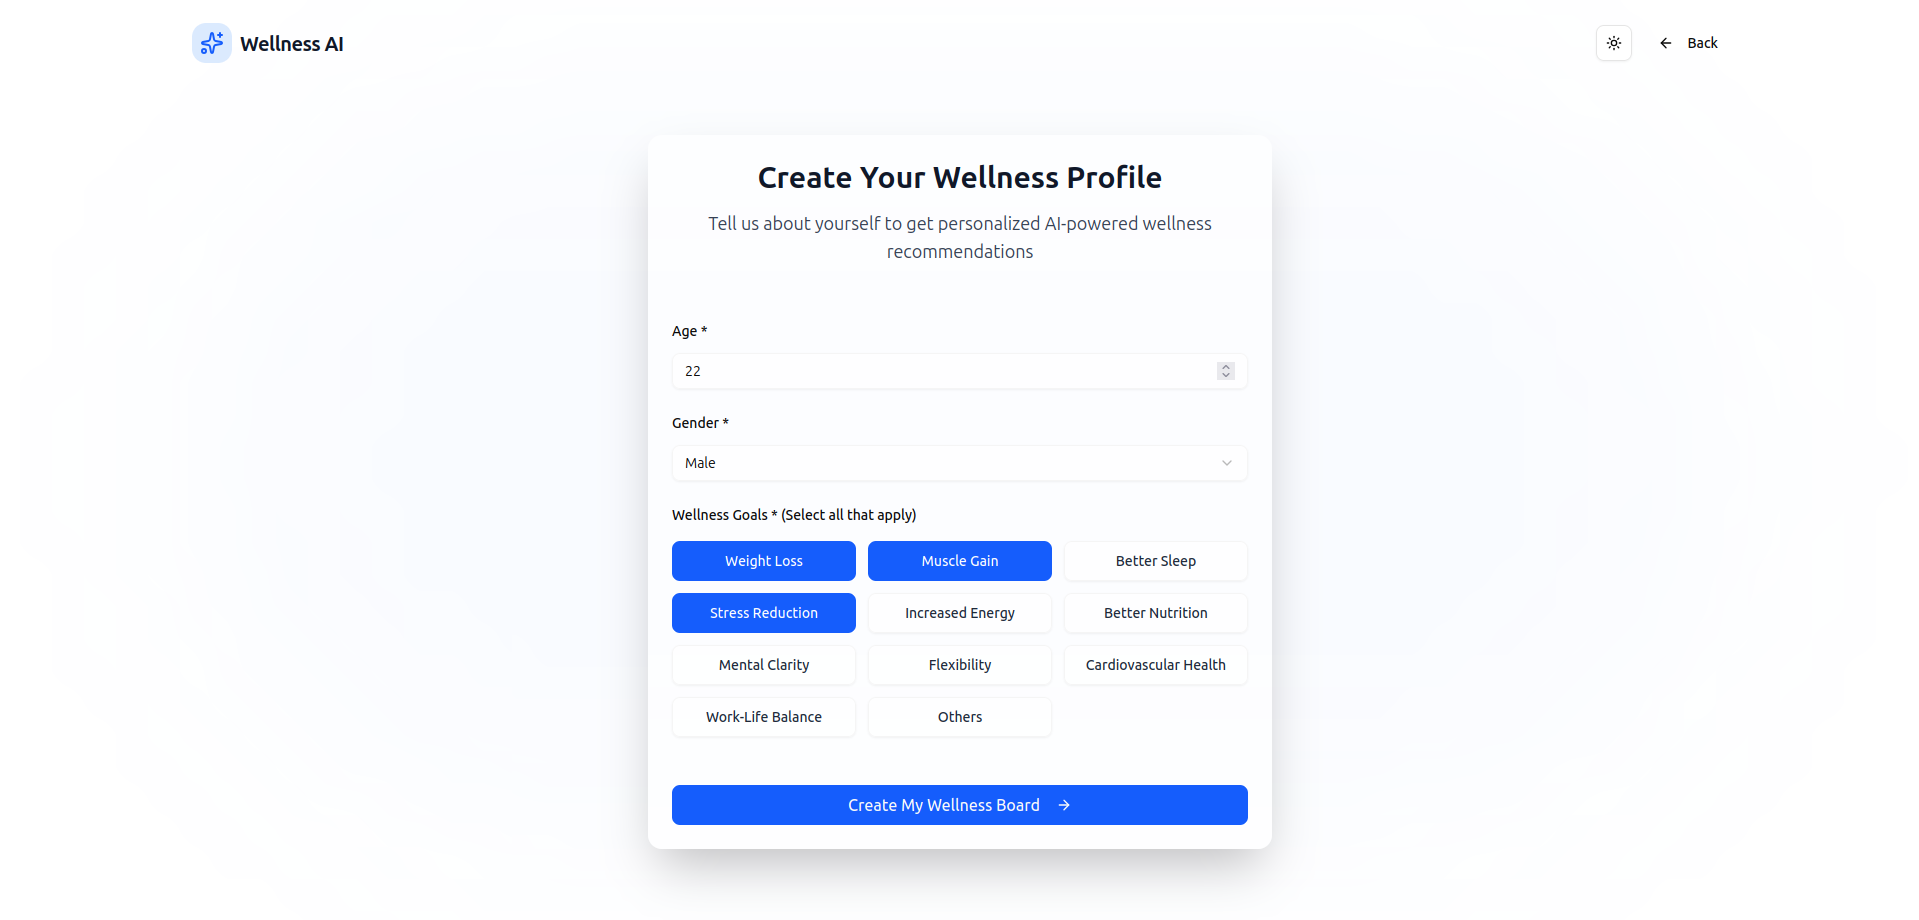 Wellness AI
Back
Create Your Wellness Profile
Tell us about yourself to get personalized AI-powered wellness
recommendations
Age *
22
Gender *
Male
Wellness Goals * (Select all that apply)
Weight Loss
Muscle Gain
Better Sleep
Stress Reduction
Increased Energy
Better Nutrition
Mental Clarity
Flexibility
Cardiovascular Health
Work-Life Balance
Others
Create My Wellness Board